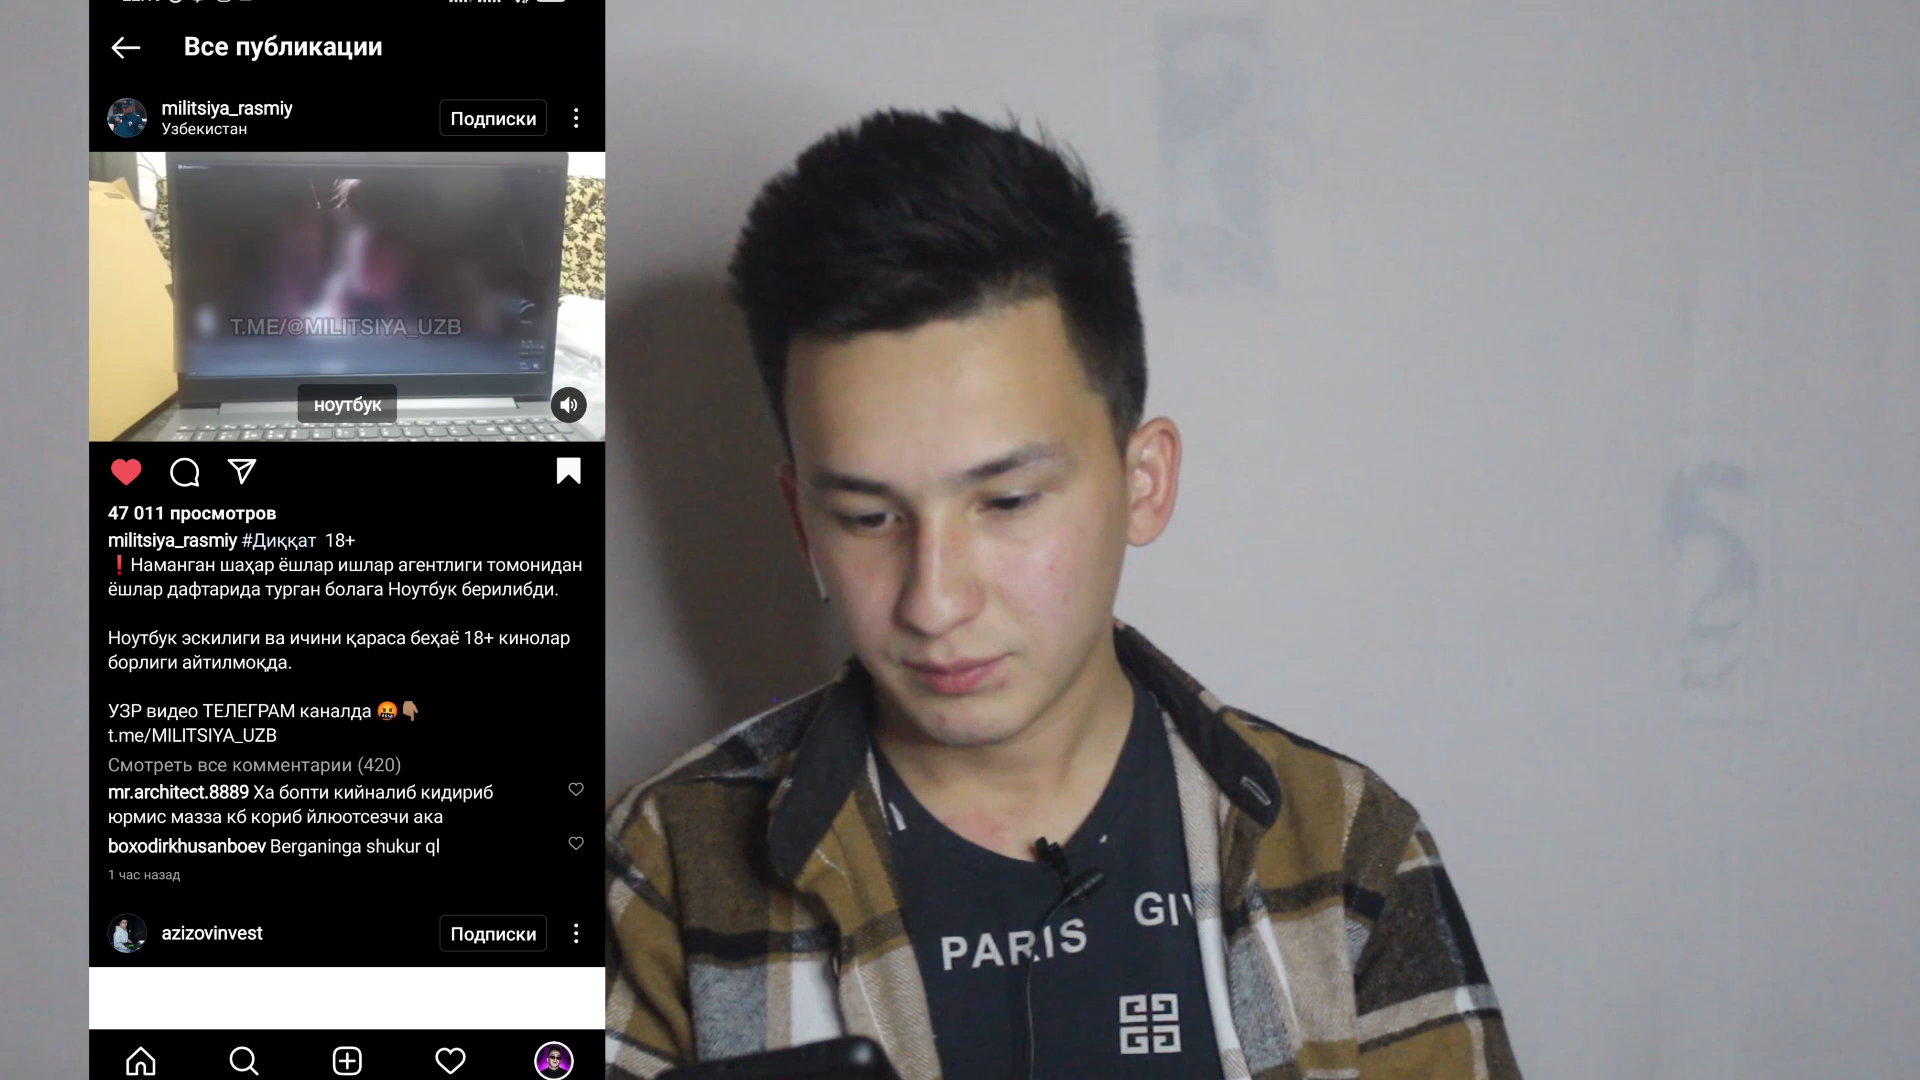 Все публикации
militsiya_rasmiy
Узбекистан
Подписки
T.ME/@MILITSIYA_UZB
ноутбук
47 011 просмотров
militsiya_rasmiy #Диққат 18+
❗Наманган шаҳар ёшлар ишлар агентлиги томонидан
ёшлар дафтарида турган болага Ноутбук берилибди.
Ноутбук эскилиги ва ичини қараса беҳаё 18+ кинолар
борлиги айтилмоқда.
УЗР видео ТЕЛЕГРАМ каналда 🤬👇🏽
t.me/MILITSIYA_UZB
Смотреть все комментарии (420)
mr.architect.8889 Ха бопти кийналиб кидириб
юрмис мазза кб кориб йлюотсезчи ака
boxodirkhusanboev Berganinga shukur ql
1 час назад
azizovinvest
Подписки
PARIS